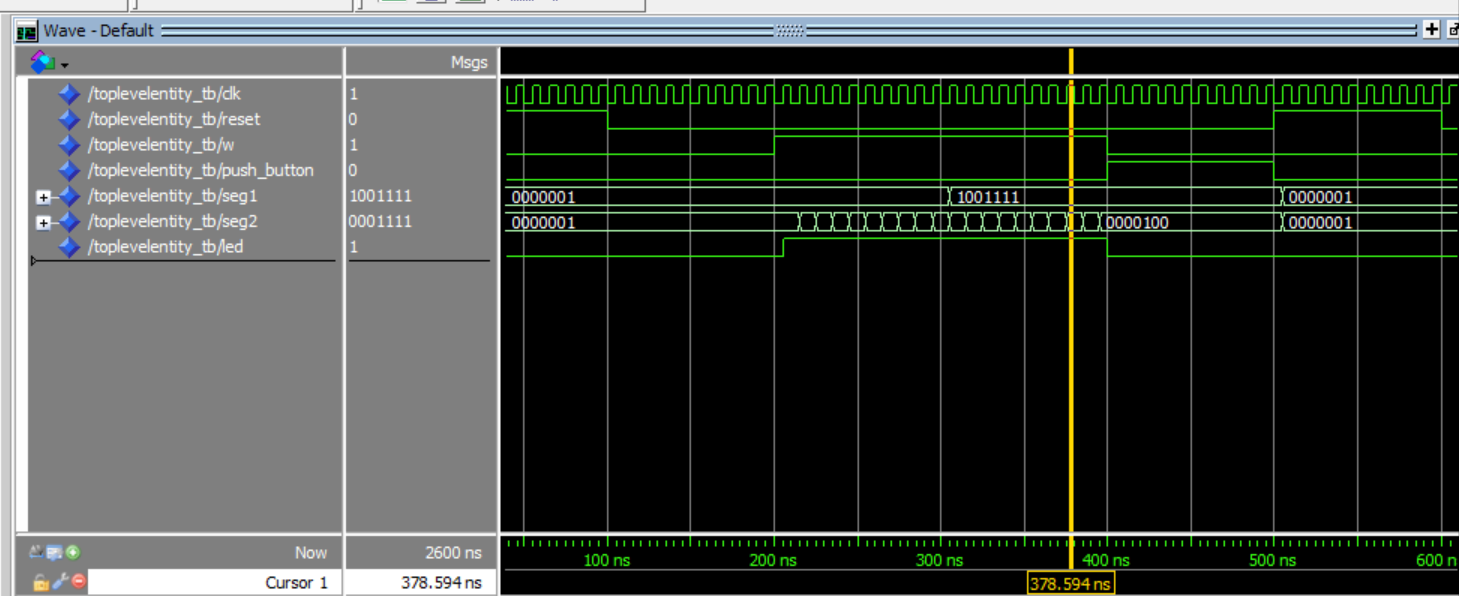 Wave - Default
Msgs
/toplevelentity_tb/clk 1
/toplevelentity_tb/reset 0
/toplevelentity_tb/w 1
/toplevelentity_tb/push_button 0
/toplevelentity_tb/seg1 1001111 0000001 1001111 0000001
/toplevelentity_tb/seg2 0001111 0000001 0000100 0000001
/toplevelentity_tb/led 1
Now 2600 ns 100 ns 200 ns 300 ns 400 ns 500 ns 600 n
Cursor 1 378.594 ns 378.594 ns